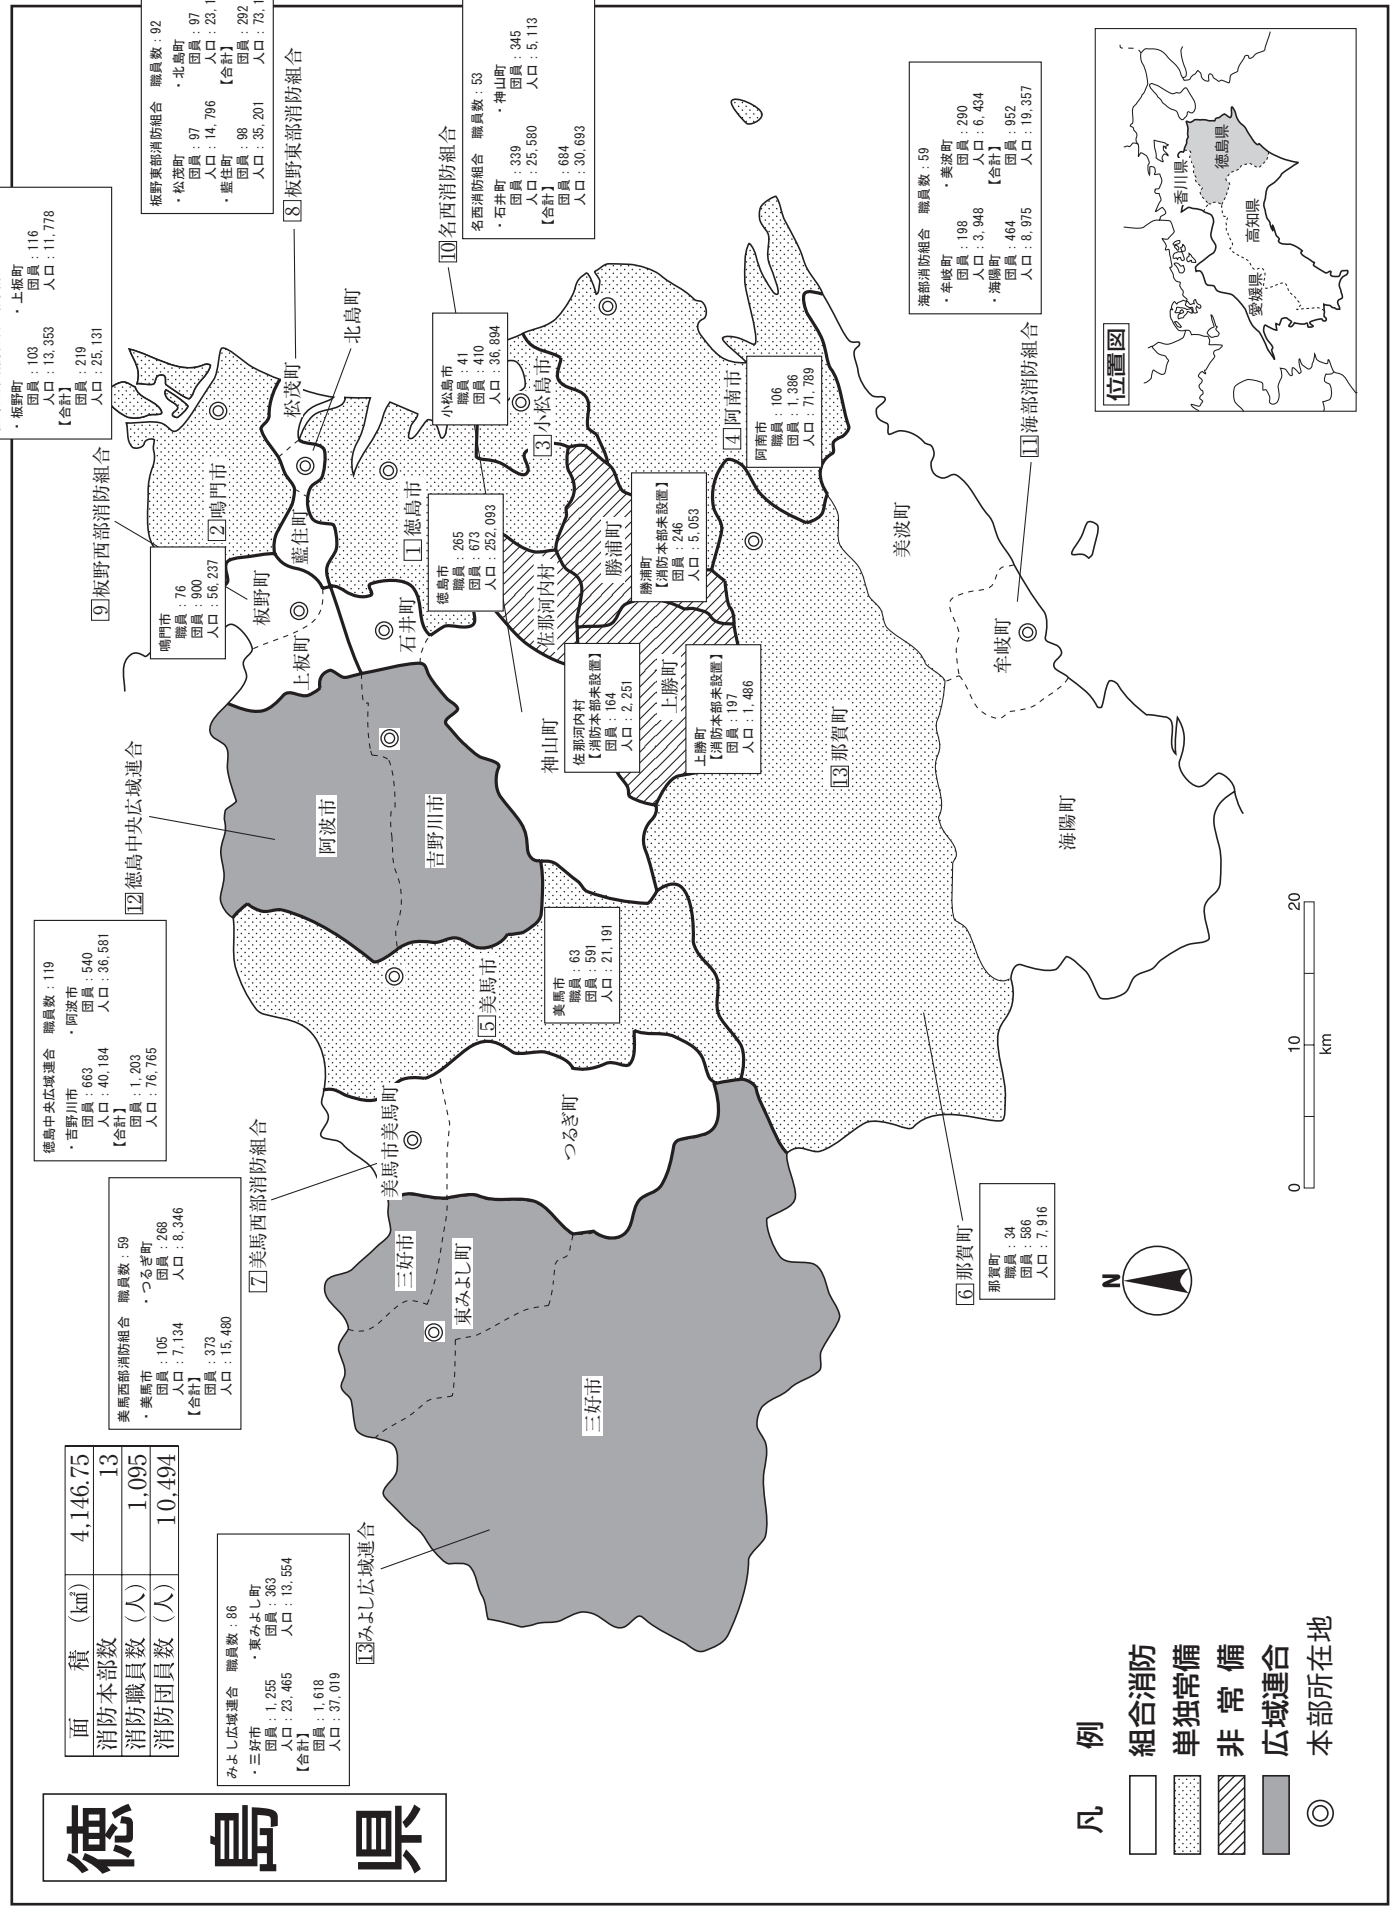 徳島県
面 積 (㎢) 4,146.75
消防本部数 13
消防職員数(人) 1,095
消防団員数(人) 10,494
みよし広域連合 職員数：86
・三好市 ・東みよし町
団員：1,255 団員：363
人口：23,465 人口：13,554
【合計】
団員：1,618
人口：37,019
13みよし広域連合
美馬西部消防組合 職員数：59
・美馬市 ・つるぎ町
団員：105 団員：268
人口：7,134 人口：8,346
【合計】
団員：373
人口：15,480
7美馬西部消防組合
徳島中央広域連合 職員数：119
・吉野川市 ・阿波市
団員：663 団員：540
人口：40,184 人口：36,581
【合計】
団員：1,203
人口：76,765
12徳島中央広域連合
・板野町 ・上板町
団員：103 団員：116
人口：13,353 人口：11,778
【合計】
団員：219
人口：25,131
9板野西部消防組合
板野東部消防組合 職員数：92
・松茂町 ・北島町
団員：97 団員：97
人口：14,796 人口：23,1
・藍住町 【合計】
団員：98 団員：292
人口：35,201 人口：73,1
8板野東部消防組合
名西消防組合 職員数：53
・石井町 ・神山町
団員：339 団員：345
人口：25,580 人口：5,113
【合計】
団員：684
人口：30,693
10名西消防組合
海部消防組合 職員数：59
・牟岐町 ・美波町
団員：198 団員：290
人口：3,948 人口：6,434
・海陽町 【合計】
団員：464 団員：952
人口：8,975 人口：19,357
11海部消防組合
鳴門市
職員：76
団員：900
人口：56,237
2鳴門市
徳島市
職員：265
団員：673
人口：252,093
1徳島市
小松島市
職員：41
団員：410
人口：36,894
3小松島市
阿南市
職員：106
団員：1,386
人口：71,789
4阿南市
勝浦町
【消防本部未設置】
団員：246
人口：5,053
勝浦町
佐那河内村
【消防本部未設置】
団員：164
人口：2,251
佐那河内村
上勝町
【消防本部未設置】
団員：197
人口：1,486
上勝町
美馬市
職員：63
団員：591
人口：21,191
5美馬市
那賀町
職員：34
団員：586
人口：7,916
6那賀町
13那賀町
三好市
東みよし町
三好市
美馬市美馬町
つるぎ町
阿波市
吉野川市
上板町
板野町
藍住町
北島町
松茂町
石井町
神山町
美波町
牟岐町
海陽町
N
0 10 20
km
位置図
香川県
徳島県
愛媛県
高知県
凡 例
組合消防
単独常備
非常備
広域連合
本部所在地